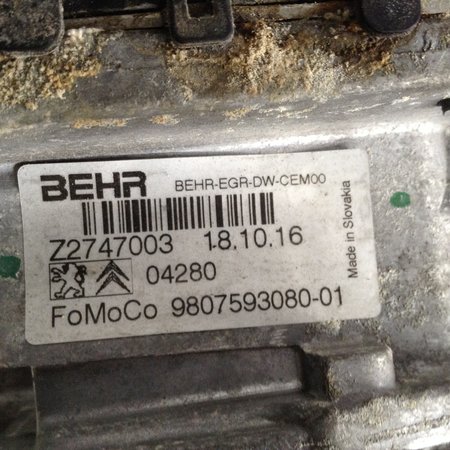 BEHR BEHR-EGR-DW-CEM00
Z2747003 18.10.16
04280
FoMoCo 9807593080-01
Made in Slovakia